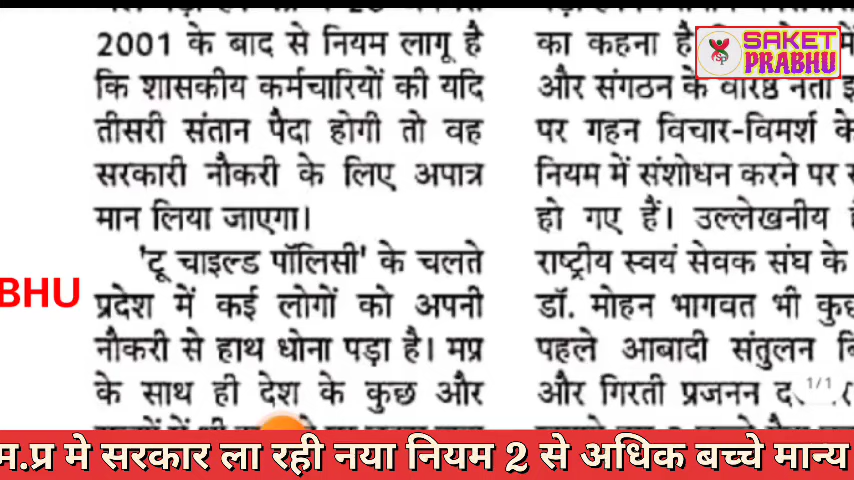 2001 के बाद से नियम लागू है
कि शासकीय कर्मचारियों की यदि
तीसरी संतान पैदा होगी तो वह
सरकारी नौकरी के लिए अपात्र
मान लिया जाएगा।
'टू चाइल्ड पॉलिसी' के चलते
प्रदेश में कई लोगों को अपनी
नौकरी से हाथ धोना पड़ा है। मप्र
के साथ ही देश के कुछ और
का कहना है
और संगठन के वरिष्ठ नेता
पर गहन विचार-विमर्श के
नियम में संशोधन करने पर
हो गए हैं। उल्लेखनीय
राष्ट्रीय स्वयं सेवक संघ के
डॉ. मोहन भागवत भी
पहले आबादी संतुलन
और गिरती प्रजनन
SAKET
PRABHU
SP
BHU
1/1
म.प्र मे सरकार ला रही नया नियम 2 से अधिक बच्चे मान्य